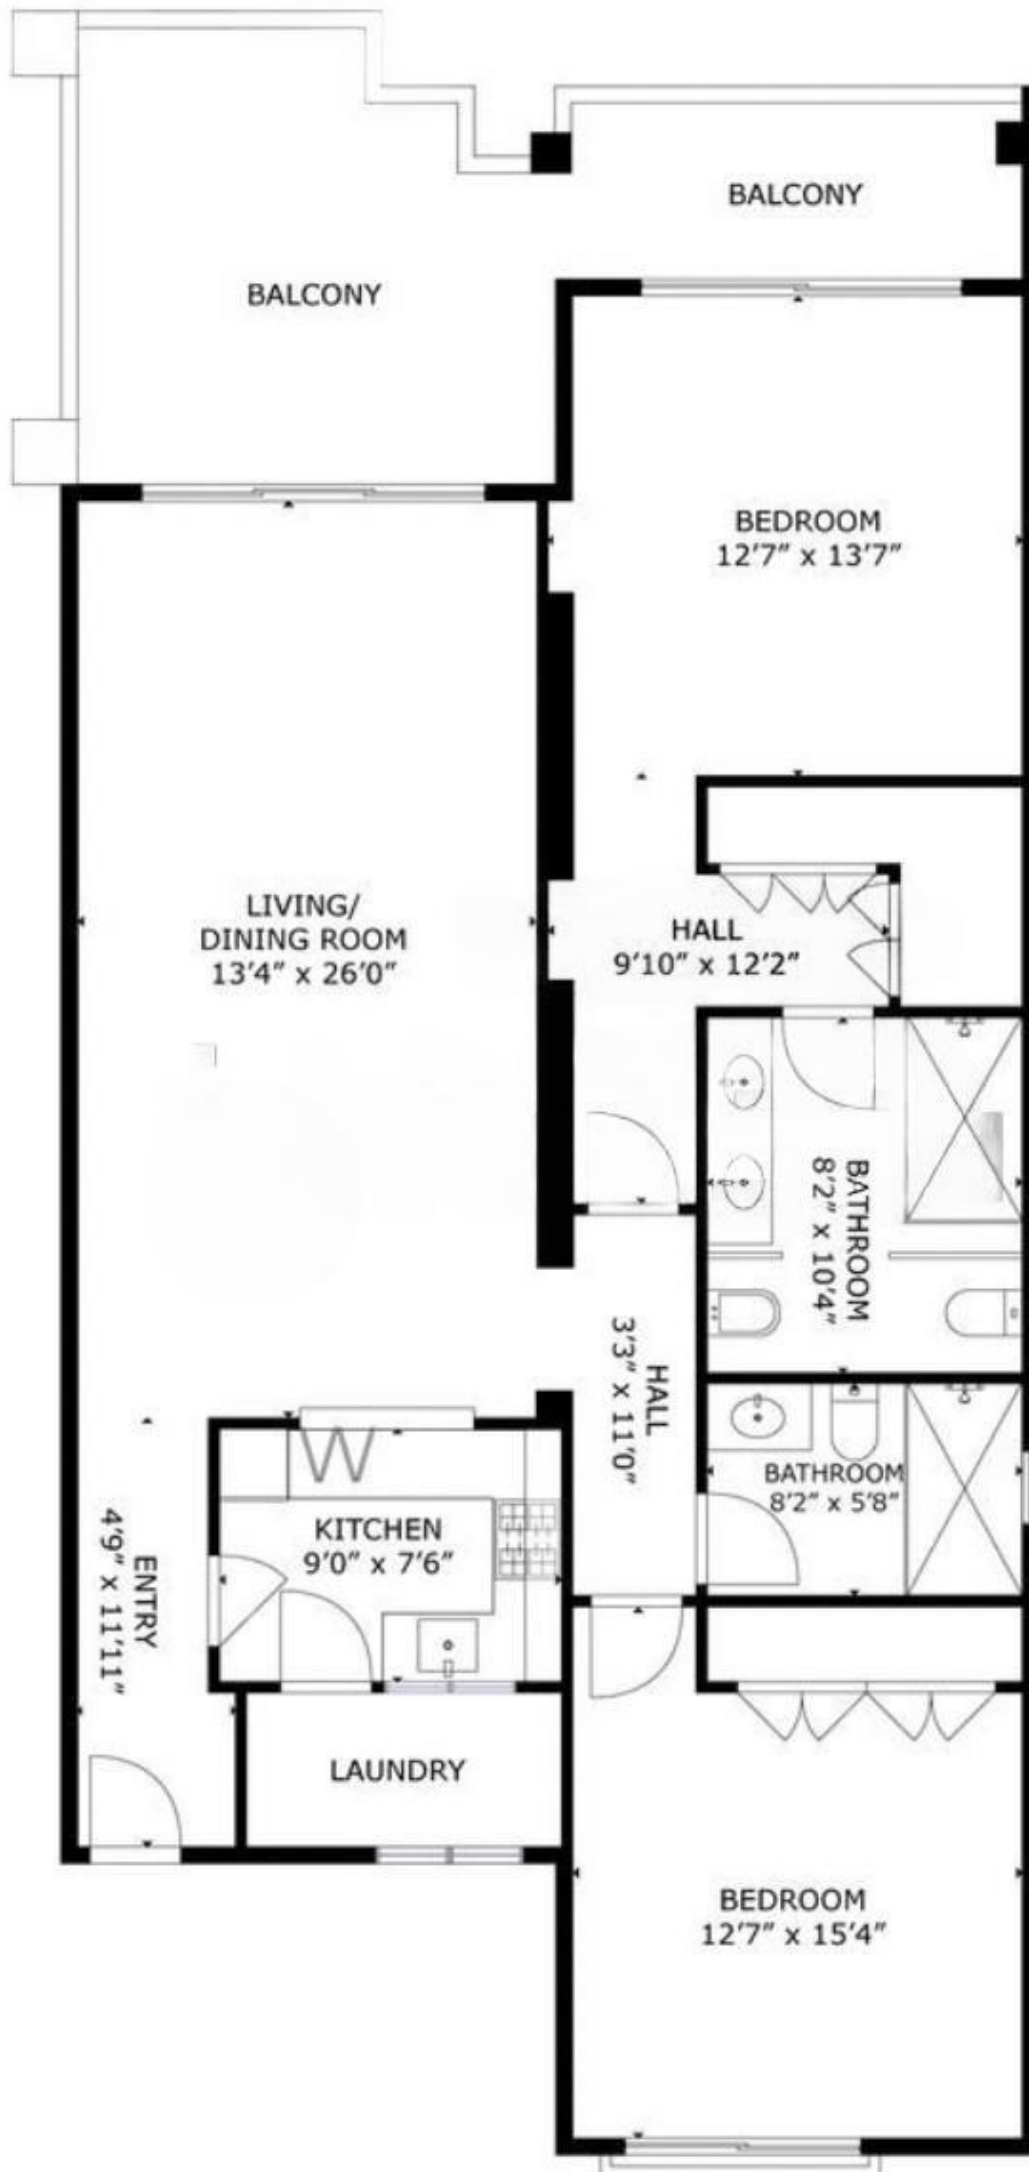 BALCONY
BALCONY
BEDROOM
12'7" x 13'7"
LIVING/
DINING ROOM
13'4" x 26'0"
HALL
9'10" x 12'2"
BATHROOM
8'2" x 10'4"
HALL
3'3" x 11'0"
BATHROOM
8'2" x 5'8"
KITCHEN
9'0" x 7'6"
ENTRY
4'9" x 11'11"
LAUNDRY
BEDROOM
12'7" x 15'4"